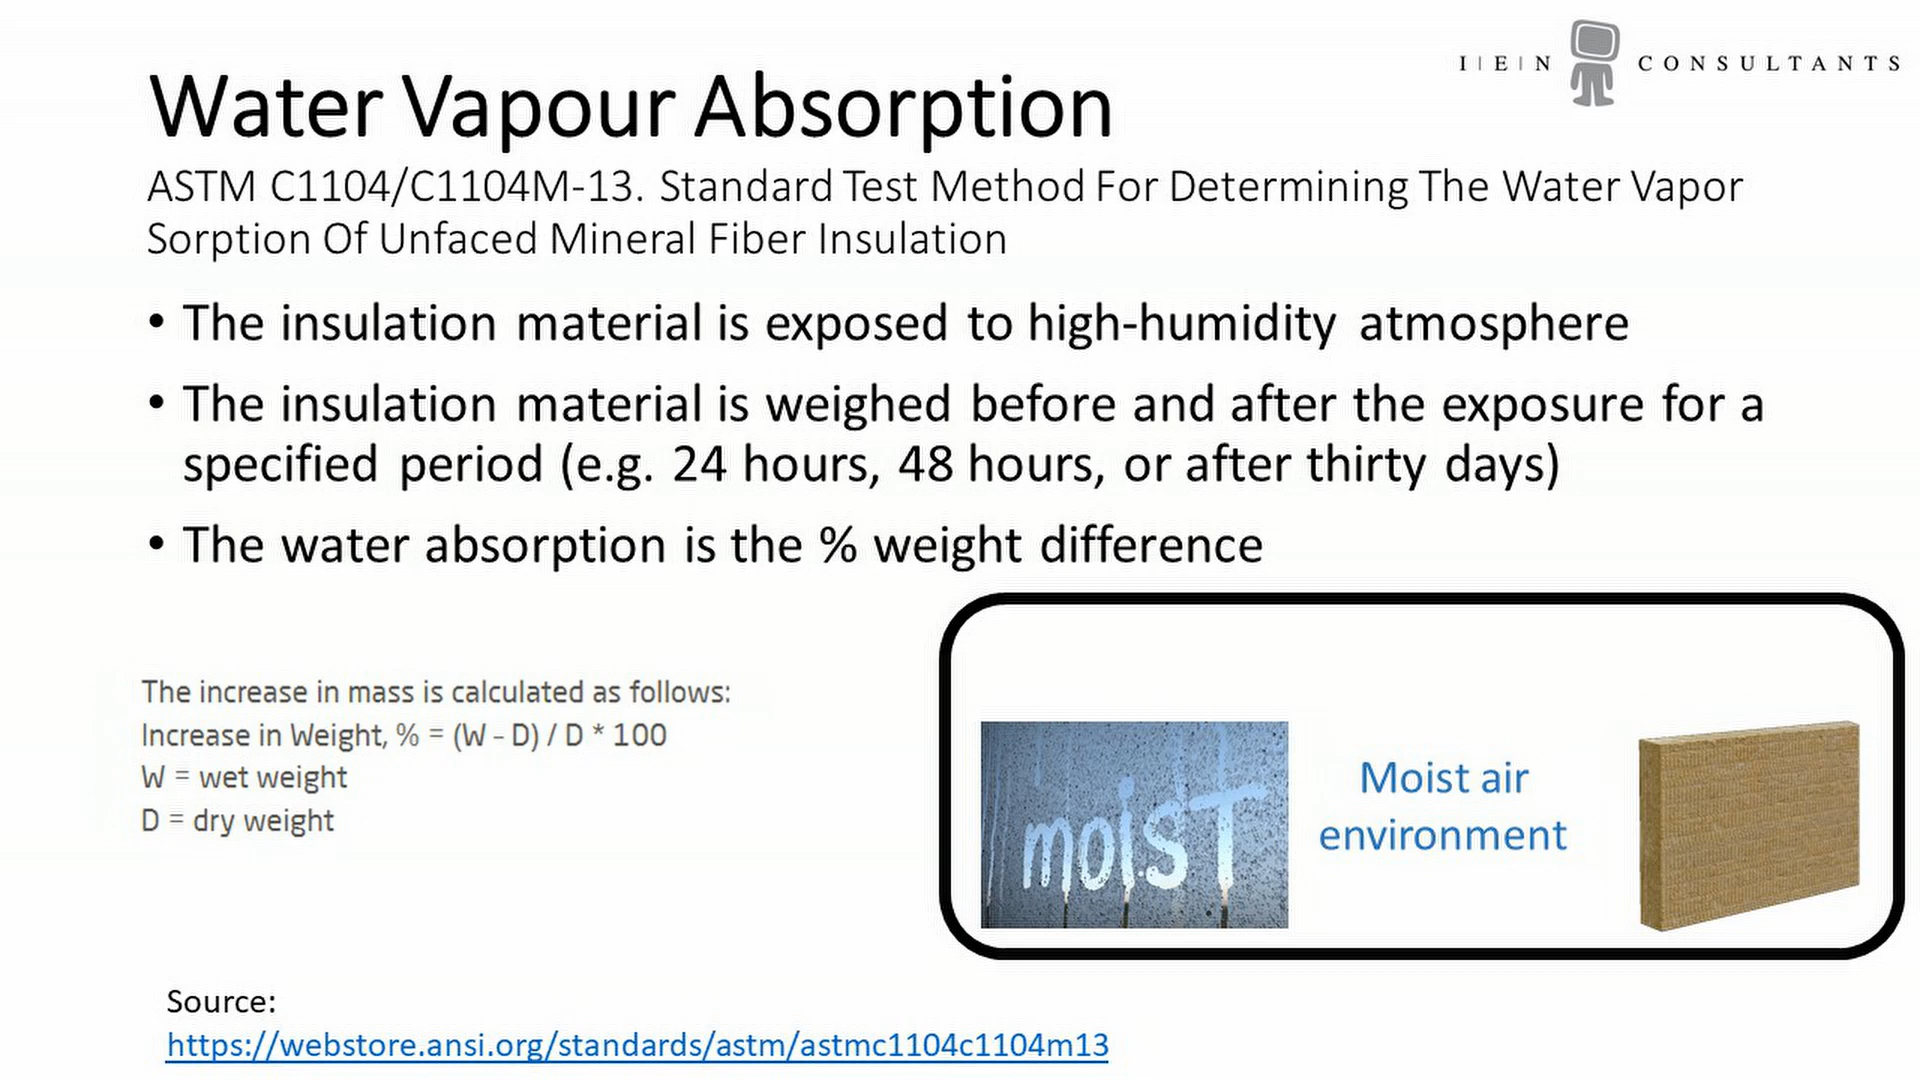 I|E|N CONSULTANTS
Water Vapour Absorption
ASTM C1104/C1104M-13. Standard Test Method For Determining The Water Vapor
Sorption Of Unfaced Mineral Fiber Insulation
• The insulation material is exposed to high-humidity atmosphere
• The insulation material is weighed before and after the exposure for a
specified period (e.g. 24 hours, 48 hours, or after thirty days)
• The water absorption is the % weight difference
The increase in mass is calculated as follows:
Increase in Weight, % = (W - D) / D * 100
W = wet weight
D = dry weight
moisT
Moist air
environment
Source:
https://webstore.ansi.org/standards/astm/astmc1104c1104m13